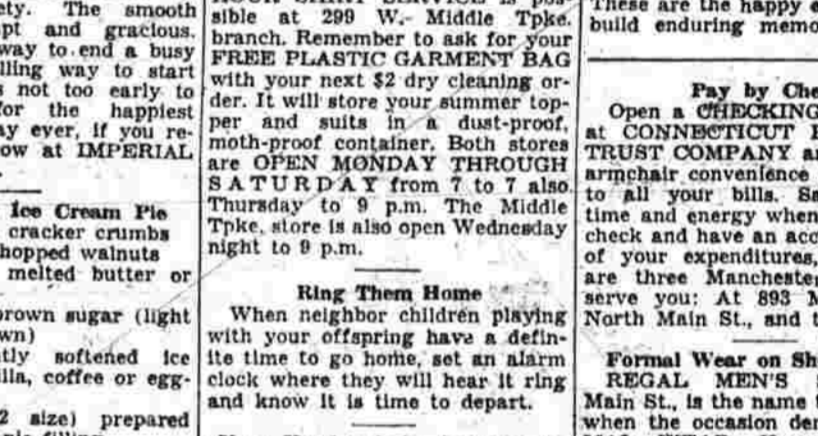 ety. The smooth
pt and gracious.
way to end a busy
lling way to start
s not too early to
for the happiest
ay ever, if you re-
ow at IMPERIAL
Ice Cream Pie
cracker crumbs
hopped walnuts
melted butter or
brown sugar (light
wn)
tly softened ice
illa, coffee or egg-
2 size) prepared
sible at 299 W. Middle Tpke.
branch. Remember to ask for your
FREE PLASTIC GARMENT BAG
with your next $2 dry cleaning or-
der. It will store your summer top-
per and suits in a dust-proof,
moth-proof container. Both stores
are OPEN MONDAY THROUGH
SATURDAY from 7 to 7 also
Thursday to 9 p.m. The Middle
Tpke. store is also open Wednesday
night to 9 p.m.
Ring Them Home
When neighbor children playing
with your offspring have a defin-
ite time to go home, set an alarm
clock where they will hear it ring
and know it is time to depart.
These are the happy
build enduring memo
Pay by Che
Open a CHECKING
at CONNECTICUT
TRUST COMPANY a
armchair convenience
to all your bills. Sa
time and energy when
check and have an acc
of your expenditures,
are three Manchester
serve you: At 893 M
North Main St., and
Formal Wear on Sh
REGAL MEN'S
Main St., is the name
when the occasion de